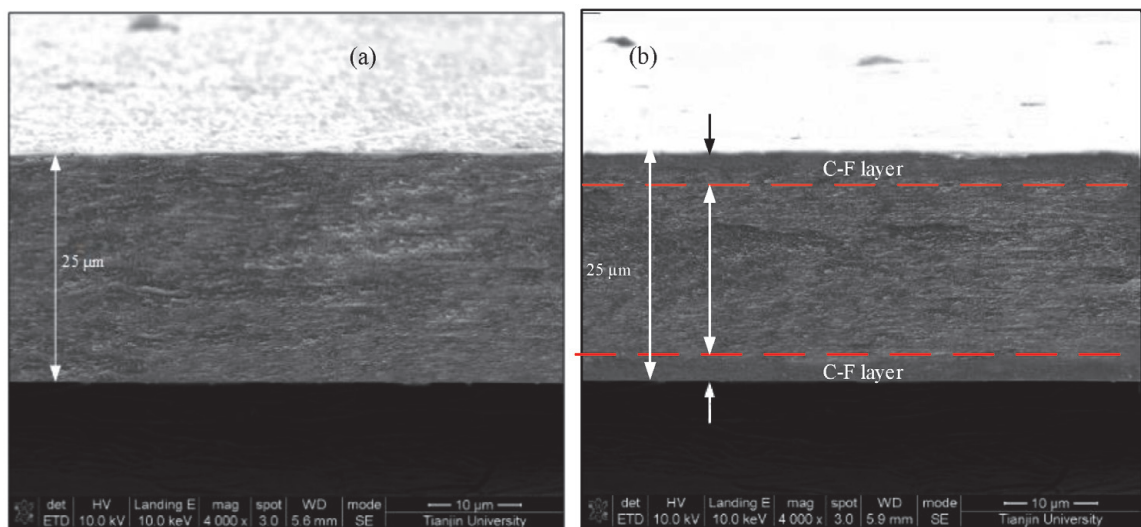 (a)
25 μm
det HV Landing E mag spot WD mode
ETD 10.0 kV 10.0 keV 4 000 x 3.0 5.6 mm SE
10 μm
Tianjin University
(b)
C-F layer
25 μm
C-F layer
det HV Landing E mag spot WD mode
ETD 10.0 kV 10.0 keV 4 000 x 3.0 5.9 mm SE
10 μm
Tianjin University